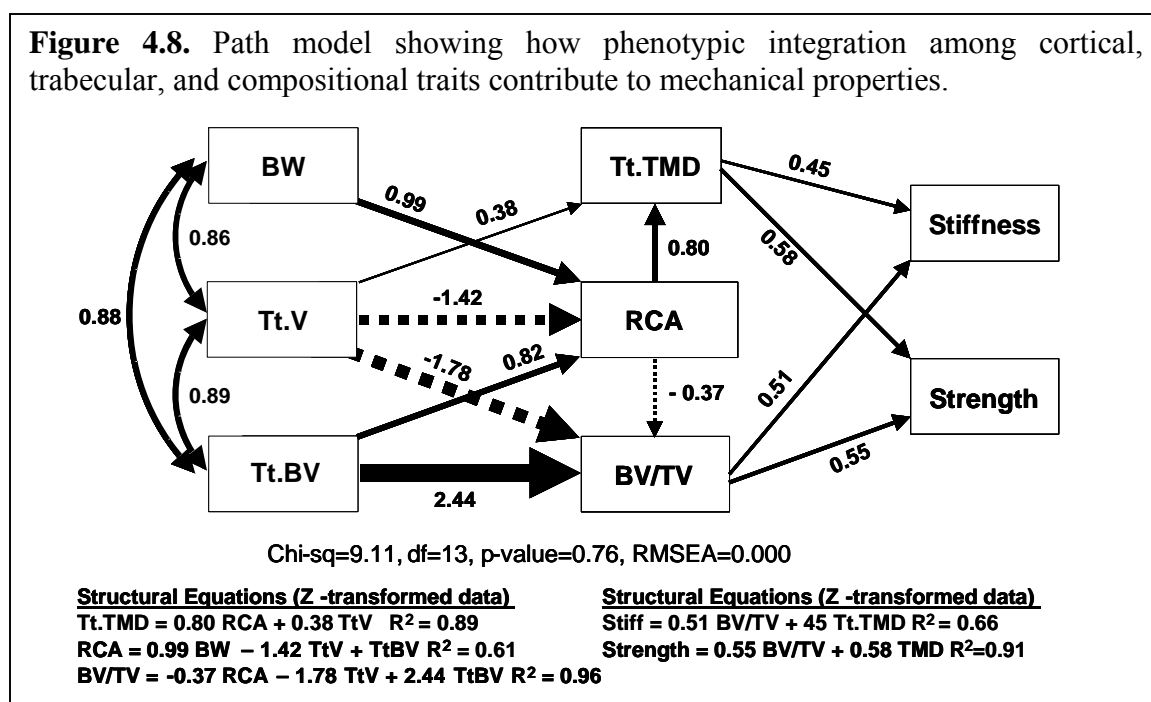 Figure 4.8. Path model showing how phenotypic integration among cortical,
trabecular, and compositional traits contribute to mechanical properties.
BW
Tt.TMD
0.45
0.99
0.38
Stiffness
0.86
0.80
0.58
-1.42
Tt.V
RCA
0.88
0.82
-1.78
0.89
- 0.37
0.51
Strength
Tt.BV
BV/TV
0.55
2.44
Chi-sq=9.11, df=13, p-value=0.76, RMSEA=0.000
Structural Equations (Z -transformed data)
Tt.TMD = 0.80 RCA + 0.38 TtV R² = 0.89
RCA = 0.99 BW – 1.42 TtV + TtBV R² = 0.61
BV/TV = -0.37 RCA – 1.78 TtV + 2.44 TtBV R² = 0.96
Structural Equations (Z -transformed data)
Stiff = 0.51 BV/TV + 45 Tt.TMD R² = 0.66
Strength = 0.55 BV/TV + 0.58 TMD R²=0.91